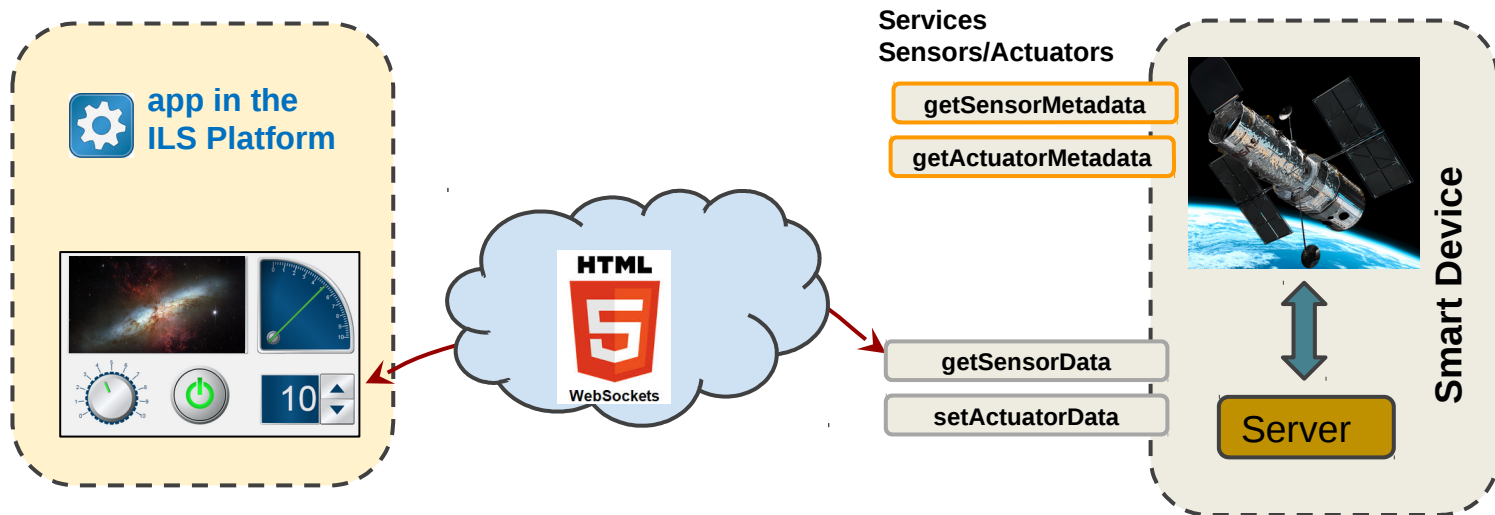 Services
Sensors/Actuators
app in the
ILS Platform
getSensorMetadata
getActuatorMetadata
HTML
5
WebSockets
10
getSensorData
setActuatorData
Server
Smart Device